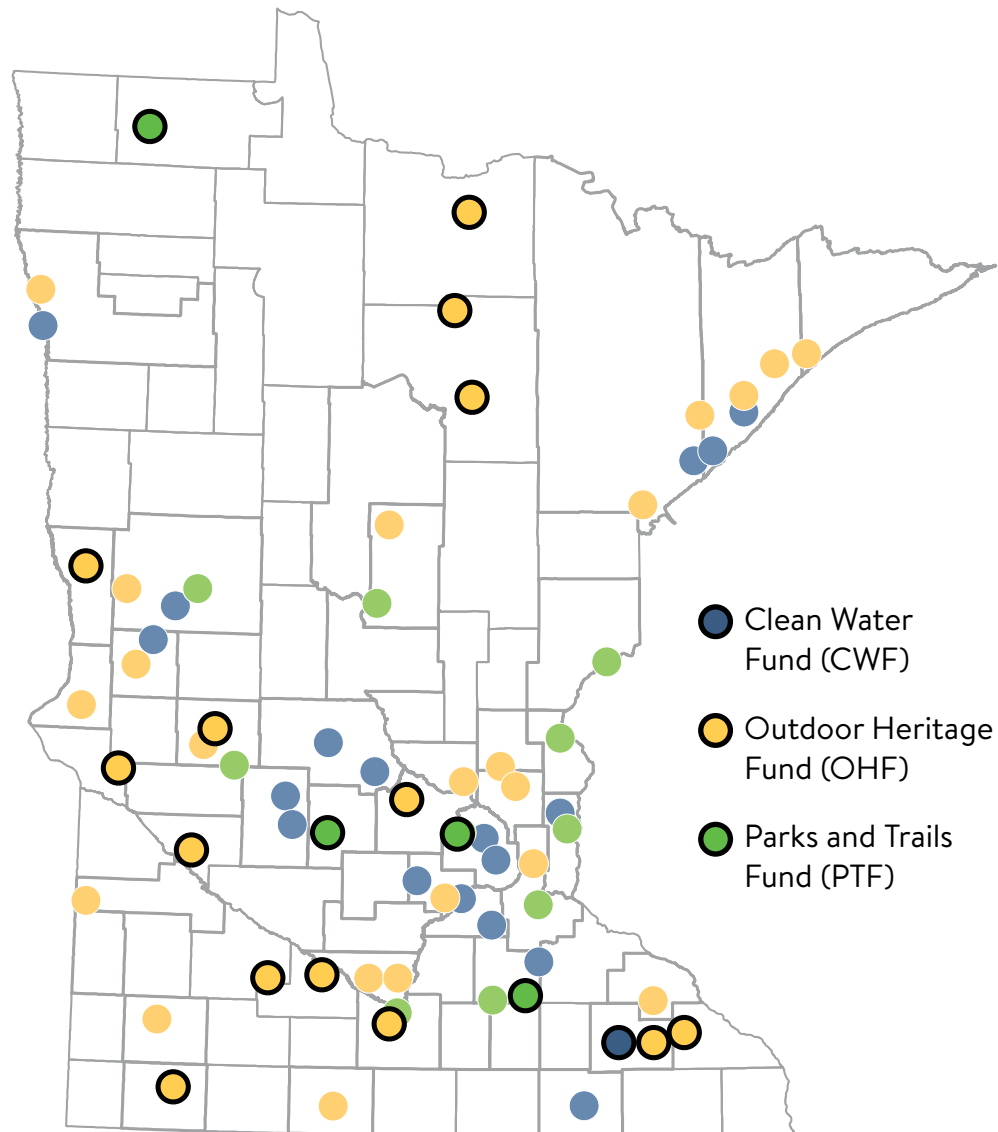 Clean Water
Fund (CWF)
Outdoor Heritage
Fund (OHF)
Parks and Trails
Fund (PTF)